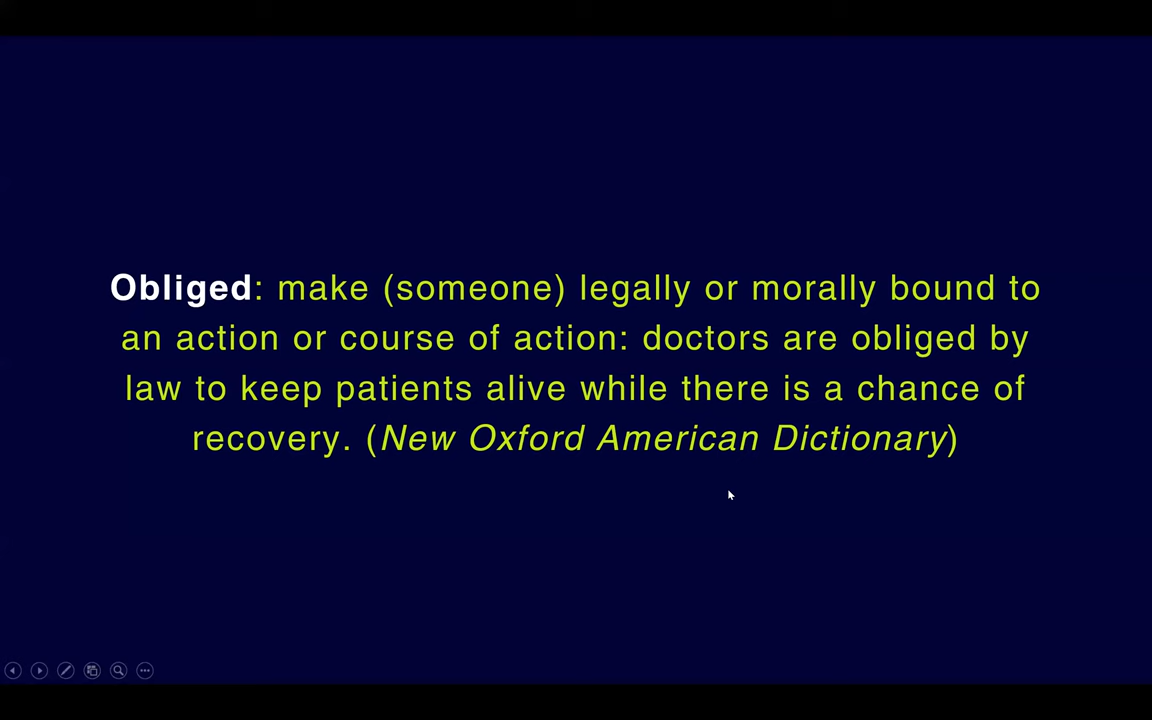 Obliged: make (someone) legally or morally bound to
an action or course of action: doctors are obliged by
law to keep patients alive while there is a chance of
recovery. (New Oxford American Dictionary)